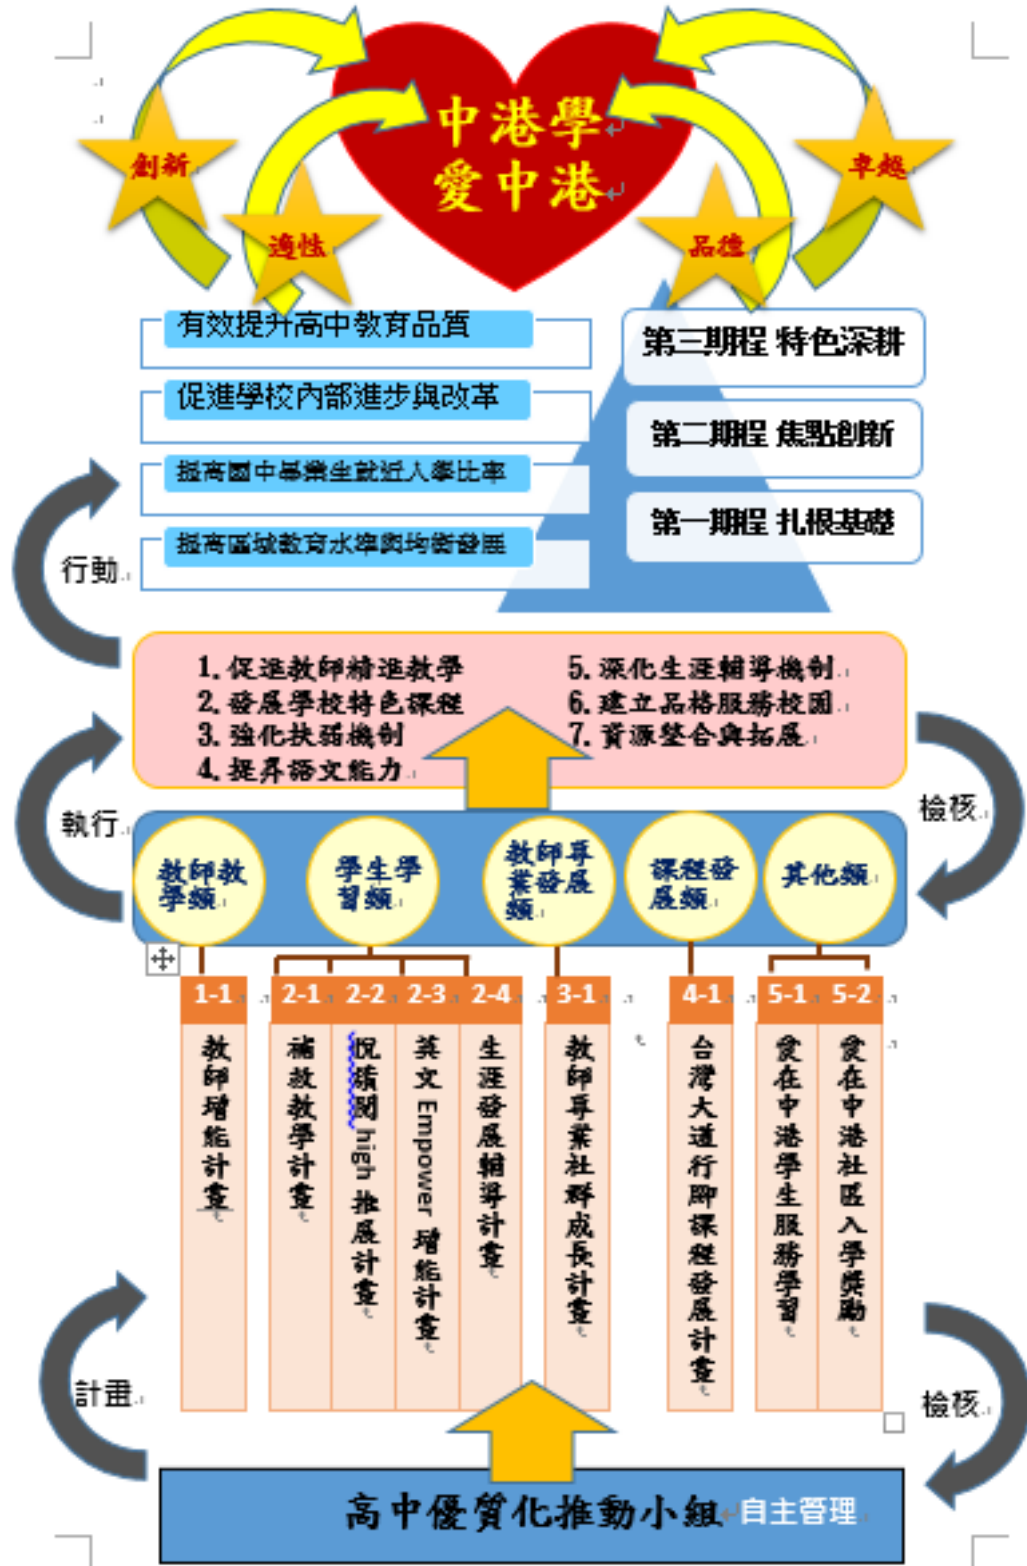 中港學
愛中港
創新
適性
品德
卓越
有效提升高中教育品質
促進學校內部進步與改革
提高國中畢業生就近入學比率
提高區域教育水準與均衡發展
第三期程 特色深耕
第二期程 焦點創新
第一期程 扎根基礎
行動
1.促進教師精進教學
2.發展學校特色課程
3.強化扶弱機制
4.提昇語文能力
5.深化生涯輔導機制
6.建立品格服務校園
7.資源整合與拓展
執行
檢核
教師教
學類
學生學
習類
教師專
業發展
類
課程發
展類
其他類
1-1
2-1
2-2
2-3
2-4
3-1
4-1
5-1
5-2
教師增能計畫
補救教學計畫
悅讀閱 high 推展計畫
英文 Empower 增能計畫
生涯發展輔導計畫
教師專業社群成長計畫
台灣大道行腳課程發展計畫
愛在中港學生服務學習
愛在中港社區入學獎勵
計畫
檢核
高中優質化推動小組 自主管理